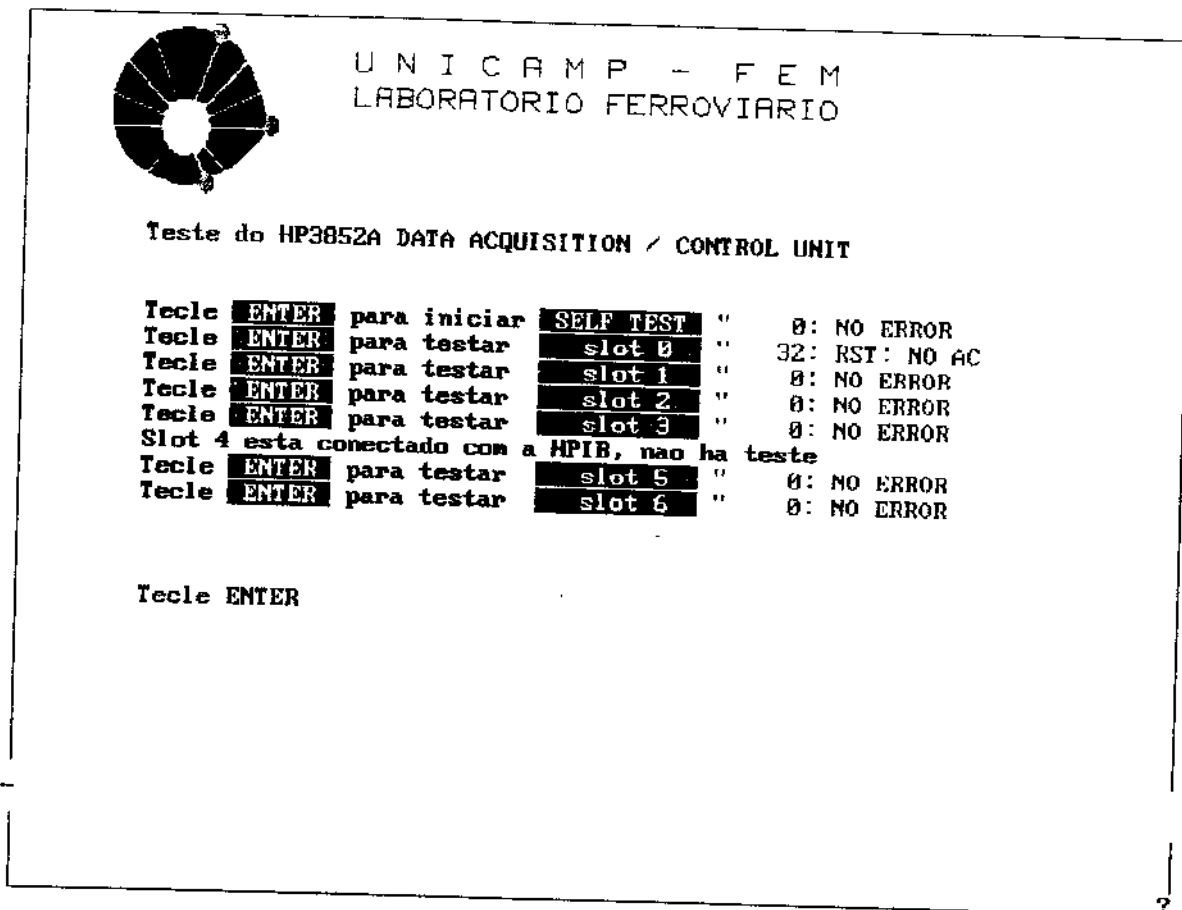 UNICAMP - FEM
LABORATORIO FERROVIARIO
Teste do HP3852A DATA ACQUISITION / CONTROL UNIT
Tecle ENTER para iniciar SELF TEST " 0: NO ERROR
Tecle ENTER para testar slot 0 " 32: RST: NO AC
Tecle ENTER para testar slot 1 " 0: NO ERROR
Tecle ENTER para testar slot 2 " 0: NO ERROR
Tecle ENTER para testar slot 3 " 0: NO ERROR
Slot 4 esta conectado com a HPIB, nao ha teste
Tecle ENTER para testar slot 5 " 0: NO ERROR
Tecle ENTER para testar slot 6 " 0: NO ERROR
Tecle ENTER
?